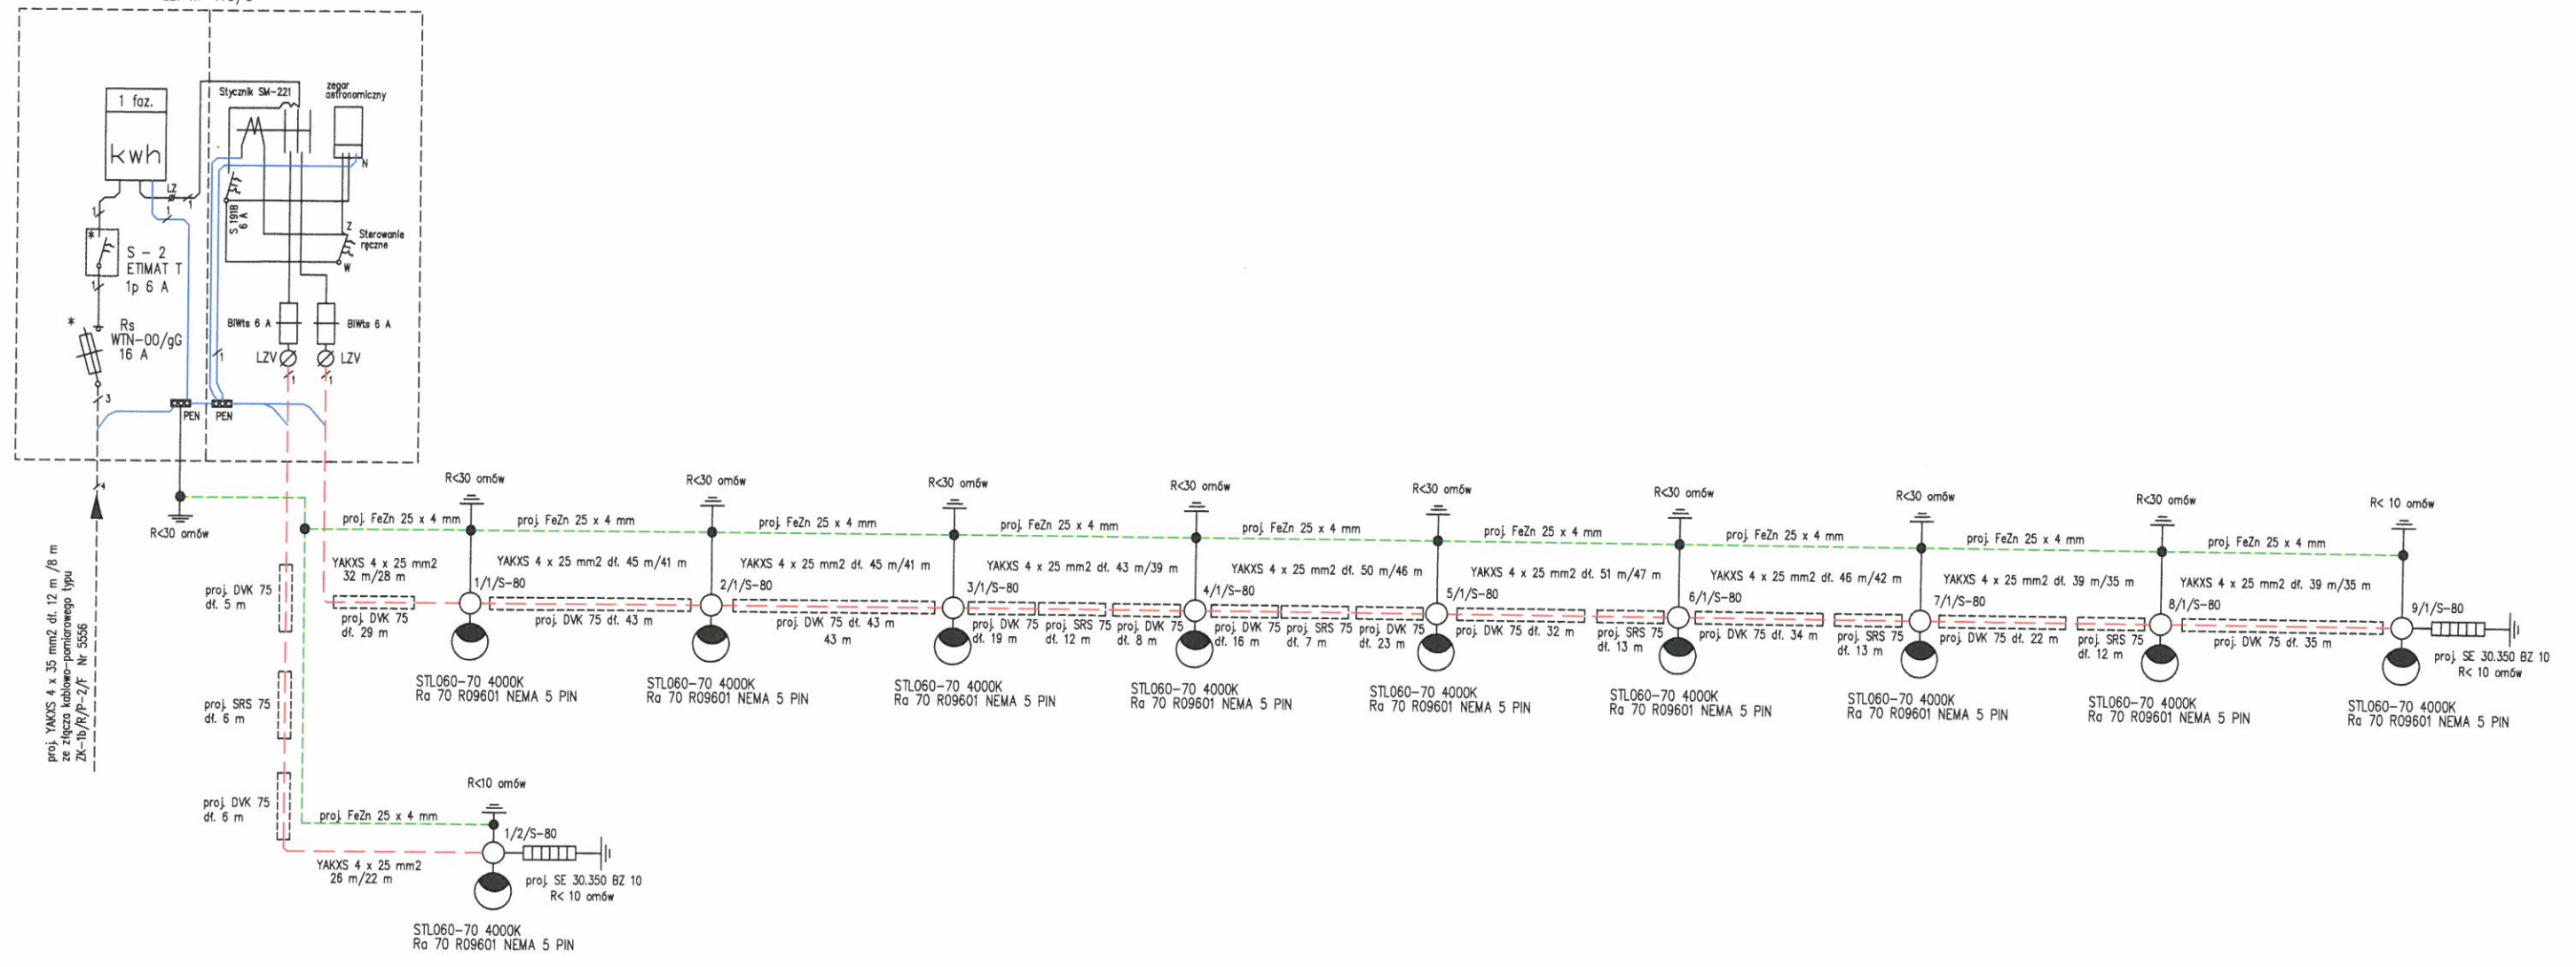 1 faz.
kwh
LZ
1
1
1
*
S - 2
ETIMAT T
1p 6 A
1
*
Rs
WTN-00/gG
16 A
3
PEN
4
R<30 omów
proj. YAKXS 4 x 35 mm2 dł. 12 m /8 m
ze złącza kablowo-pomiarowego typu
ZK-1b/R/P-2/F Nr 5556
Stycznik SM-221
zegar
astronomiczny
N
S 191B
6 A
Z
Sterowanie
ręczne
W
BiWts 6 A
BiWts 6 A
LZV
LZV
1
1
1
PEN
R<30 omów
R<30 omów
R<30 omów
R<30 omów
R<30 omów
R<30 omów
R<30 omów
R<30 omów
R< 10 omów
proj. FeZn 25 x 4 mm
proj. FeZn 25 x 4 mm
proj. FeZn 25 x 4 mm
proj. FeZn 25 x 4 mm
proj. FeZn 25 x 4 mm
proj. FeZn 25 x 4 mm
proj. FeZn 25 x 4 mm
proj. FeZn 25 x 4 mm
proj. FeZn 25 x 4 mm
YAKXS 4 x 25 mm2
32 m/28 m
YAKXS 4 x 25 mm2 dł. 45 m/41 m
YAKXS 4 x 25 mm2 dł. 45 m/41 m
YAKXS 4 x 25 mm2 dł. 43 m/39 m
YAKXS 4 x 25 mm2 dł. 50 m/46 m
YAKXS 4 x 25 mm2 dł. 51 m/47 m
YAKXS 4 x 25 mm2 dł. 46 m/42 m
YAKXS 4 x 25 mm2 dł. 39 m/35 m
YAKXS 4 x 25 mm2 dł. 39 m/35 m
1/1/S-80
2/1/S-80
3/1/S-80
4/1/S-80
5/1/S-80
6/1/S-80
7/1/S-80
8/1/S-80
9/1/S-80
proj. DVK 75
dł. 29 m
proj. DVK 75 dł. 43 m
proj. DVK 75 dł. 43 m
43 m
proj. DVK 75
dł. 19 m
proj. SRS 75
dł. 12 m
proj. DVK 75
dł. 8 m
proj. DVK 75
dł. 16 m
proj. SRS 75
dł. 7 m
proj. DVK 75
dł. 23 m
proj. DVK 75 dł. 32 m
proj. SRS 75
dł. 13 m
proj. DVK 75 dł. 34 m
proj. SRS 75
dł. 13 m
proj. DVK 75 dł. 22 m
proj. SRS 75
dł. 12 m
proj. DVK 75 dł. 35 m
proj. SE 30.350 BZ 10
R< 10 omów
STL060-70 4000K
Ra 70 R09601 NEMA 5 PIN
STL060-70 4000K
Ra 70 R09601 NEMA 5 PIN
STL060-70 4000K
Ra 70 R09601 NEMA 5 PIN
STL060-70 4000K
Ra 70 R09601 NEMA 5 PIN
STL060-70 4000K
Ra 70 R09601 NEMA 5 PIN
STL060-70 4000K
Ra 70 R09601 NEMA 5 PIN
STL060-70 4000K
Ra 70 R09601 NEMA 5 PIN
STL060-70 4000K
Ra 70 R09601 NEMA 5 PIN
STL060-70 4000K
Ra 70 R09601 NEMA 5 PIN
proj. DVK 75
dł. 5 m
proj. SRS 75
dł. 6 m
proj. DVK 75
dł. 6 m
R<10 omów
proj. FeZn 25 x 4 mm
1/2/S-80
YAKXS 4 x 25 mm2
26 m/22 m
proj. SE 30.350 BZ 10
R< 10 omów
STL060-70 4000K
Ra 70 R09601 NEMA 5 PIN